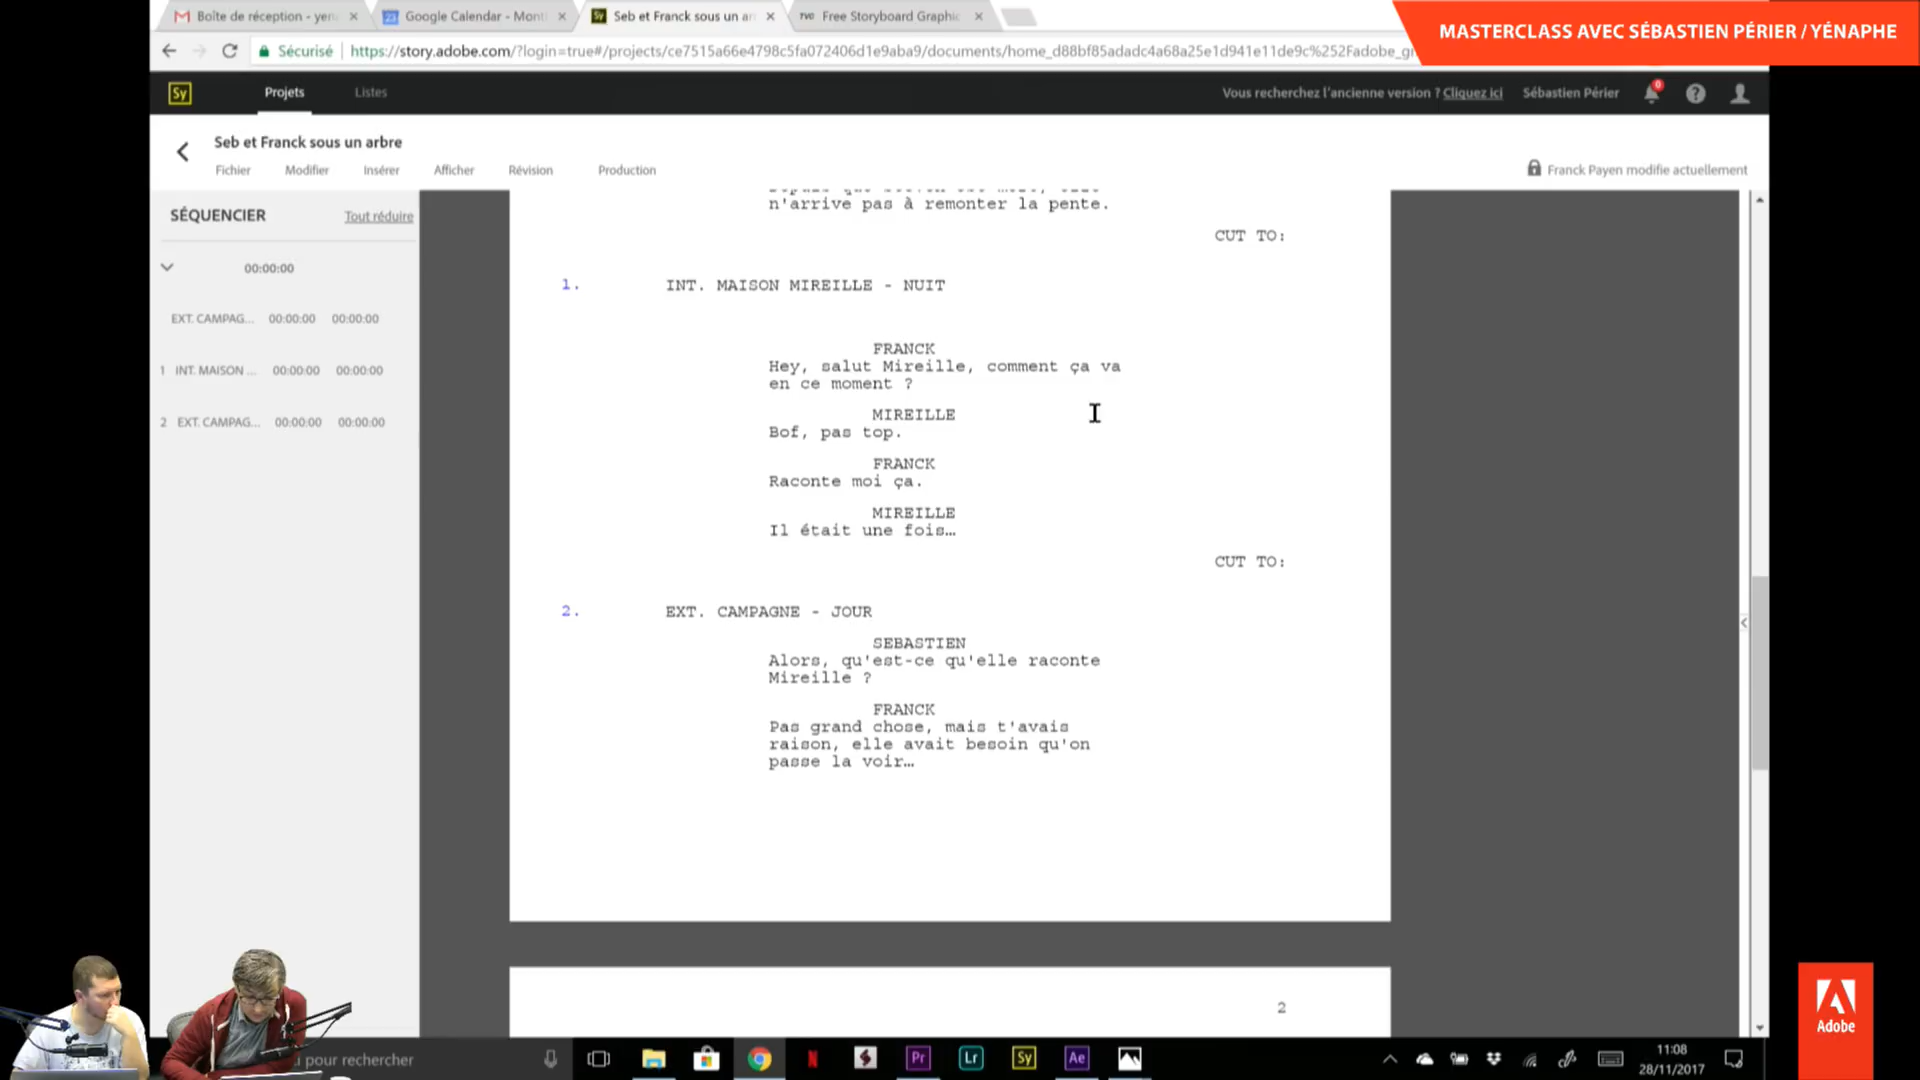 Boîte de réception - yen
Google Calendar - Mont
Seb et Franck sous un ar
Free Storyboard Graphic
MASTERCLASS AVEC SÉBASTIEN PÉRIER / YÉNAPHE
Sécurisé
https://story.adobe.com/?login=true#/projects/ce7515a66e4798c5fa072406d1e9aba9/documents/home_d88bf85adadc4a68a25e1d941e11de9c%252Fadobe_gr
Sy
Projets
Listes
Vous recherchez l'ancienne version ? Cliquez ici
Sébastien Périer
0
Seb et Franck sous un arbre
Fichier
Modifier
Insérer
Afficher
Révision
Production
Franck Payen modifie actuellement
SÉQUENCIER
Tout réduire
00:00:00
EXT. CAMPAG... 00:00:00 00:00:00
1 INT. MAISON ... 00:00:00 00:00:00
2 EXT. CAMPAG... 00:00:00 00:00:00
n'arrive pas à remonter la pente.
CUT TO:
1. INT. MAISON MIREILLE - NUIT
FRANCK
Hey, salut Mireille, comment ça va
en ce moment ?
MIREILLE
Bof, pas top.
FRANCK
Raconte moi ça.
MIREILLE
Il était une fois…
CUT TO:
2. EXT. CAMPAGNE - JOUR
SEBASTIEN
Alors, qu'est-ce qu'elle raconte
Mireille ?
FRANCK
Pas grand chose, mais t'avais
raison, elle avait besoin qu'on
passe la voir…
2
Adobe
pour rechercher
Pr
Lr
Sy
Ae
11:08
28/11/2017